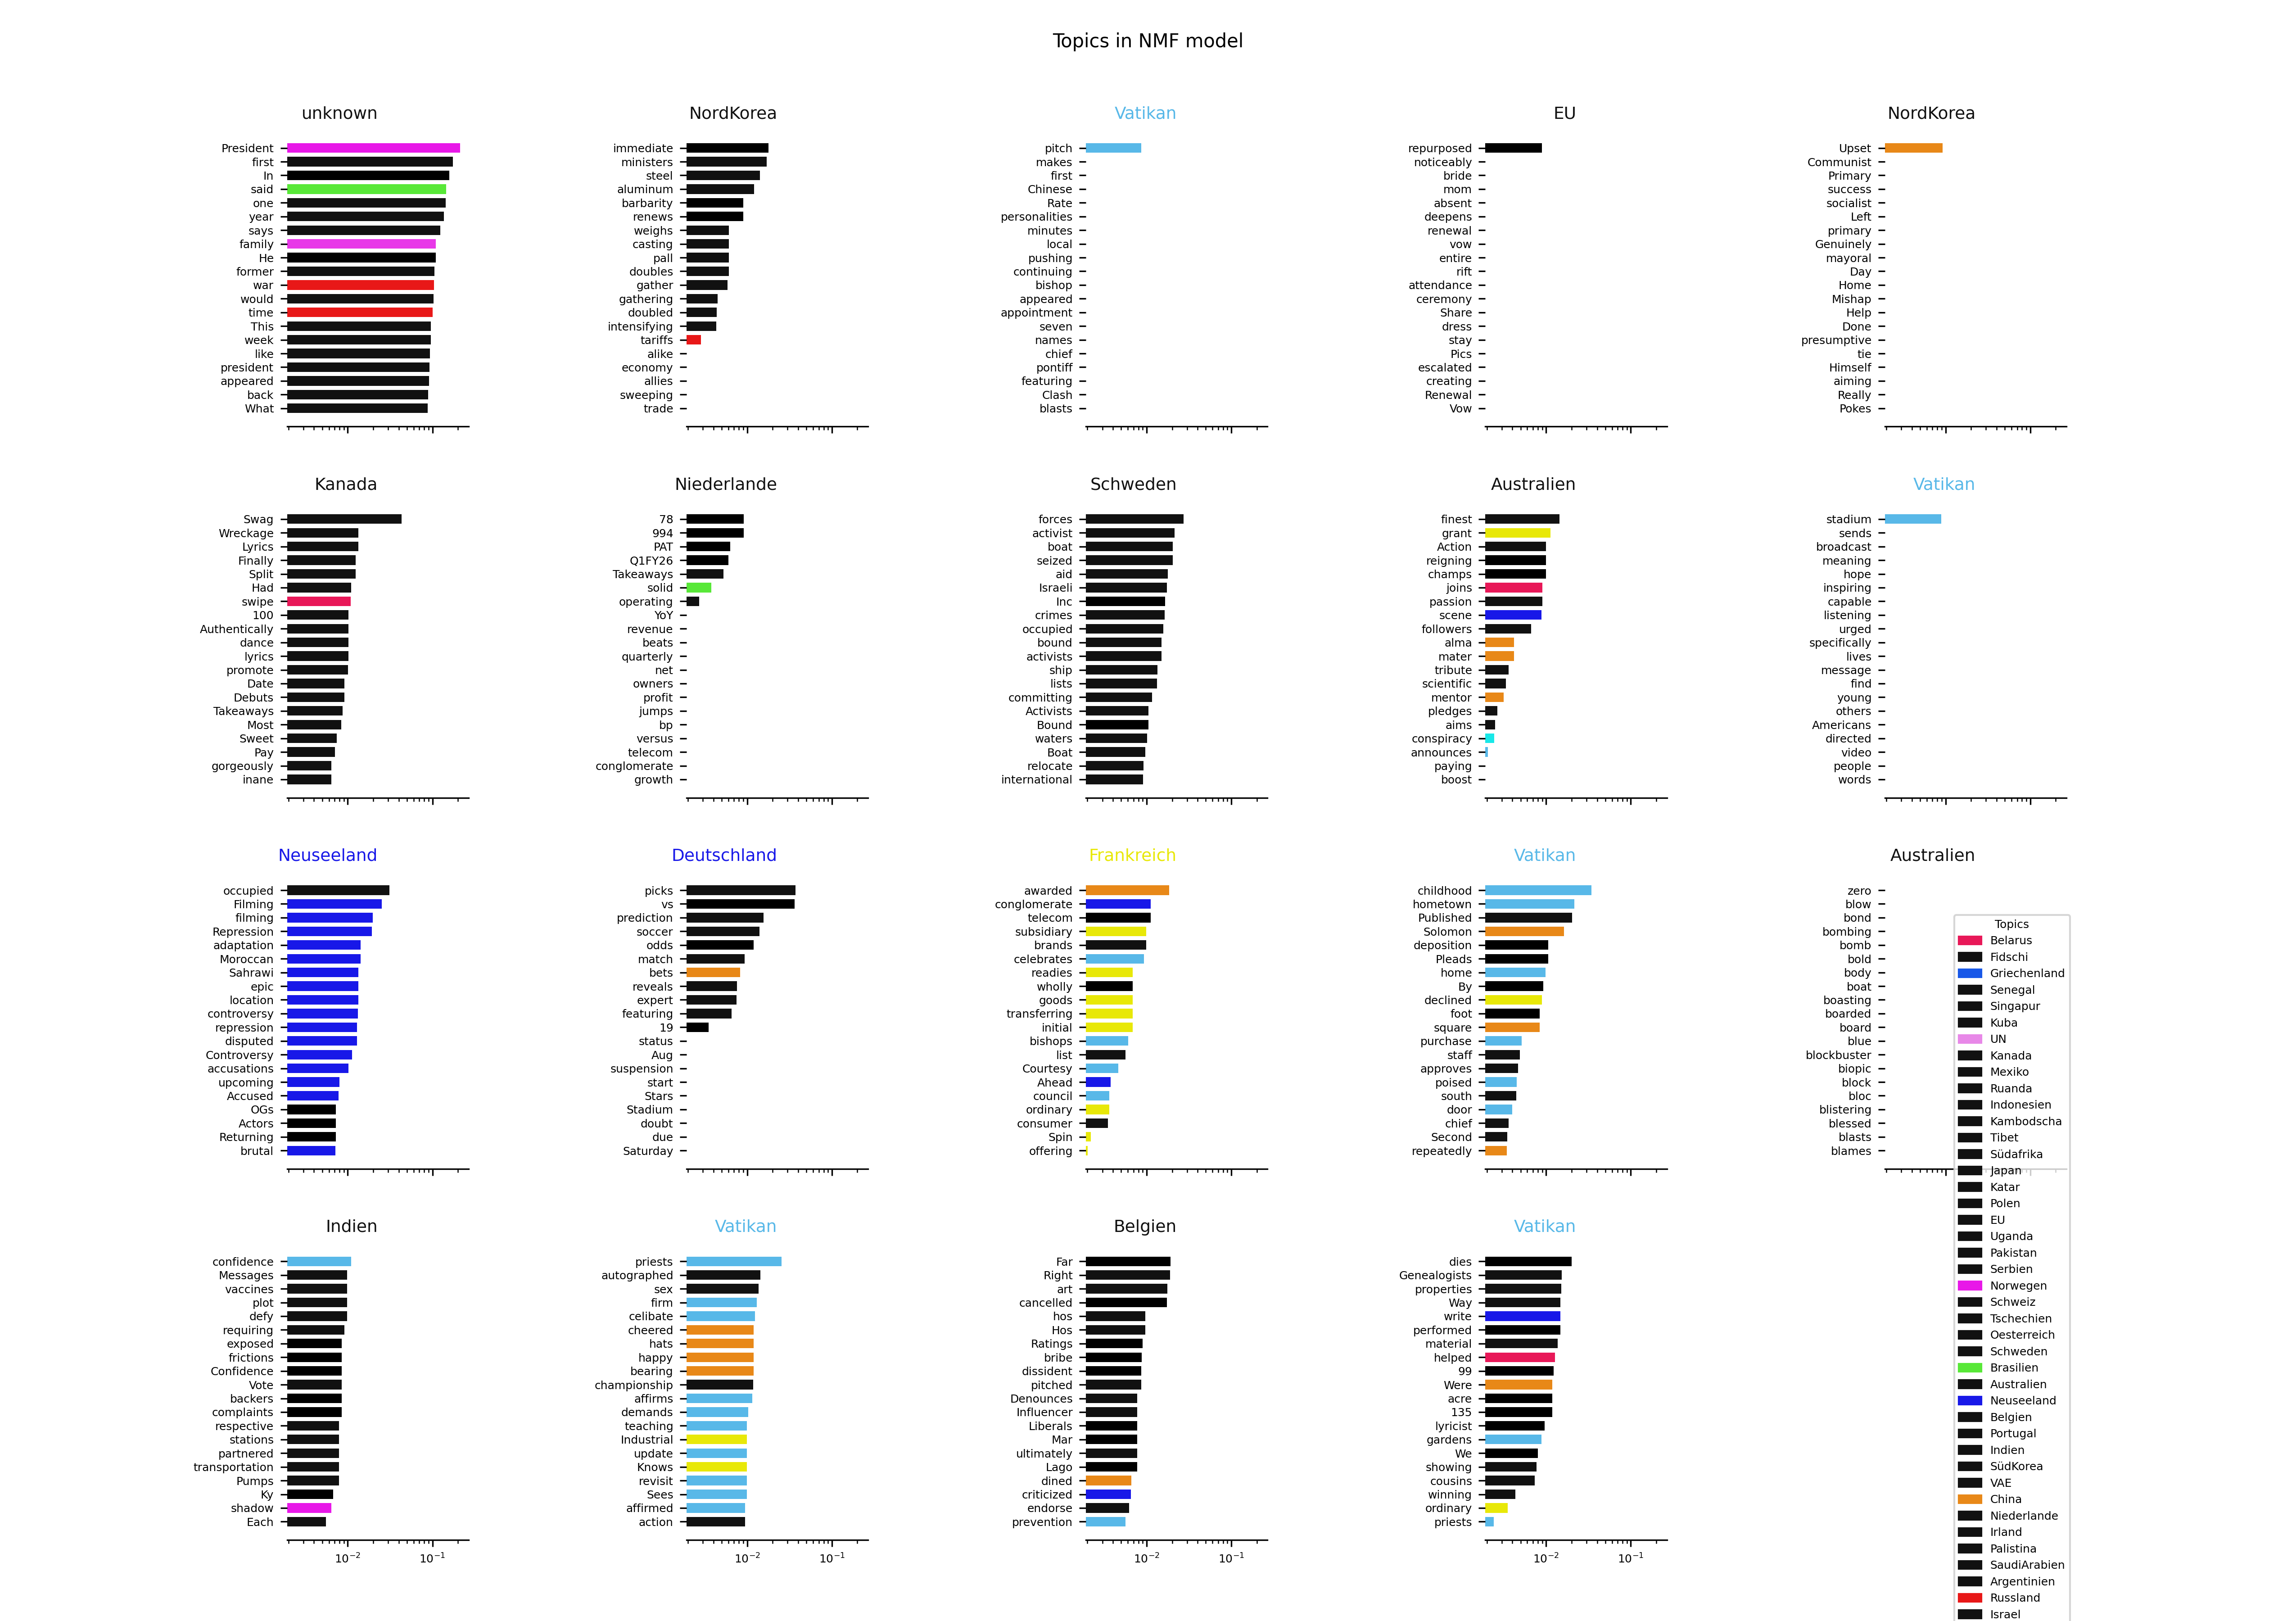 Topics in NMF model
unknown
President
first
In
said
one
year
says
family
He
former
war
would
time
This
week
like
president
appeared
back
What
NordKorea
immediate
ministers
steel
aluminum
barbarity
renews
weighs
casting
pall
doubles
gather
gathering
doubled
intensifying
tariffs
alike
economy
allies
sweeping
trade
Vatikan
pitch
makes
first
Chinese
Rate
personalities
minutes
local
pushing
continuing
bishop
appeared
appointment
seven
names
chief
pontiff
featuring
Clash
blasts
EU
repurposed
noticeably
bride
mom
absent
deepens
renewal
vow
entire
rift
attendance
ceremony
Share
dress
stay
Pics
escalated
creating
Renewal
Vow
NordKorea
Upset
Communist
Primary
success
socialist
Left
primary
Genuinely
mayoral
Day
Home
Mishap
Help
Done
presumptive
tie
Himself
aiming
Really
Pokes
Kanada
Swag
Wreckage
Lyrics
Finally
Split
Had
swipe
100
Authentically
dance
lyrics
promote
Date
Debuts
Takeaways
Most
Sweet
Pay
gorgeously
inane
Niederlande
78
994
PAT
Q1FY26
Takeaways
solid
operating
YoY
revenue
beats
quarterly
net
owners
profit
jumps
bp
versus
telecom
conglomerate
growth
Schweden
forces
activist
boat
seized
aid
Israeli
Inc
crimes
occupied
bound
activists
ship
lists
committing
Activists
Bound
waters
Boat
relocate
international
Australien
finest
grant
Action
reigning
champs
joins
passion
scene
followers
alma
mater
tribute
scientific
mentor
pledges
aims
conspiracy
announces
paying
boost
Vatikan
stadium
sends
broadcast
meaning
hope
inspiring
capable
listening
urged
specifically
lives
message
find
young
others
Americans
directed
video
people
words
Neuseeland
occupied
Filming
filming
Repression
adaptation
Moroccan
Sahrawi
epic
location
controversy
repression
disputed
Controversy
accusations
upcoming
Accused
OGs
Actors
Returning
brutal
Deutschland
picks
vs
prediction
soccer
odds
match
bets
reveals
expert
featuring
19
status
Aug
suspension
start
Stars
Stadium
doubt
due
Saturday
Frankreich
awarded
conglomerate
telecom
subsidiary
brands
celebrates
readies
wholly
goods
transferring
initial
bishops
list
Courtesy
Ahead
council
ordinary
consumer
Spin
offering
Vatikan
childhood
hometown
Published
Solomon
deposition
Pleads
home
By
declined
foot
square
purchase
staff
approves
poised
south
door
chief
Second
repeatedly
Australien
zero
blow
bond
bombing
bomb
bold
body
boat
boasting
boarded
board
blue
blockbuster
biopic
block
bloc
blistering
blessed
blasts
blames
Indien
confidence
Messages
vaccines
plot
defy
requiring
exposed
frictions
Confidence
Vote
backers
complaints
respective
stations
partnered
transportation
Pumps
Ky
shadow
Each
10⁻² 10⁻¹
Vatikan
priests
autographed
sex
firm
celibate
cheered
hats
happy
bearing
championship
affirms
demands
teaching
Industrial
update
Knows
revisit
Sees
affirmed
action
10⁻² 10⁻¹
Belgien
Far
Right
art
cancelled
hos
Hos
Ratings
bribe
dissident
pitched
Denounces
Influencer
Liberals
Mar
ultimately
Lago
dined
criticized
endorse
prevention
10⁻² 10⁻¹
Vatikan
dies
Genealogists
properties
Way
write
performed
material
helped
99
Were
acre
135
lyricist
gardens
We
showing
cousins
winning
ordinary
priests
10⁻² 10⁻¹
Topics
Belarus
Fidschi
Griechenland
Senegal
Singapur
Kuba
UN
Kanada
Mexiko
Ruanda
Indonesien
Kambodscha
Tibet
Südafrika
Japan
Katar
Polen
EU
Uganda
Pakistan
Serbien
Norwegen
Schweiz
Tschechien
Oesterreich
Schweden
Brasilien
Australien
Neuseeland
Belgien
Portugal
Indien
SüdKorea
VAE
China
Niederlande
Irland
Palistina
SaudiArabien
Argentinien
Russland
Israel